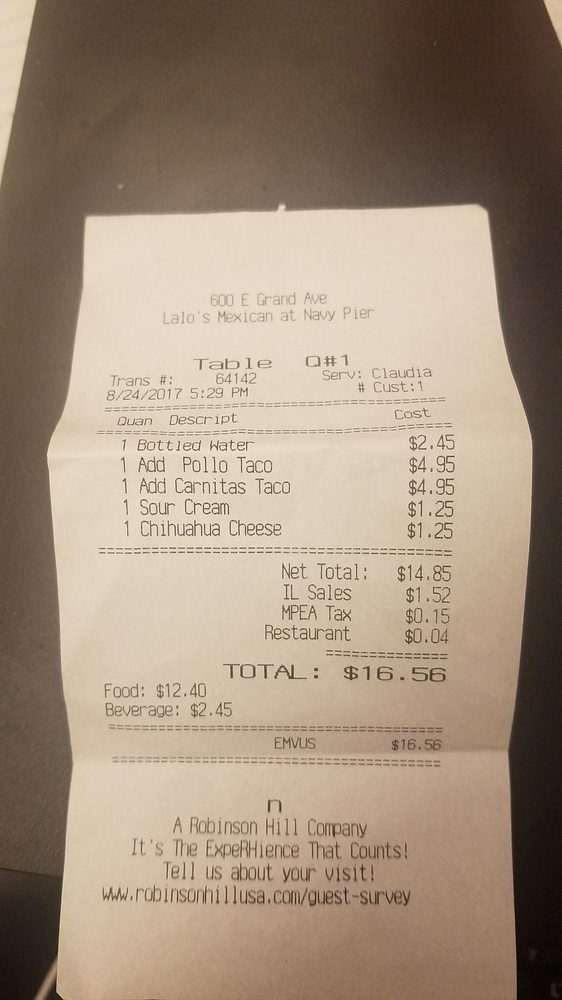 600 E Grand Ave
Lalo's Mexican at Navy Pier
Table Q#1
Trans #: 64142 Serv: Claudia
8/24/2017 5:29 PM # Cust:1
==========================================
Quan Descript Cost
==========================================
1 Bottled Water $2.45
1 Add Pollo Taco $4.95
1 Add Carnitas Taco $4.95
1 Sour Cream $1.25
1 Chihuahua Cheese $1.25
==========================================
Net Total: $14.85
IL Sales $1.52
MPEA Tax $0.15
Restaurant $0.04
==============
TOTAL: $16.56
Food: $12.40
Beverage: $2.45
==========================================
EMVUS $16.56
==========================================
n
A Robinson Hill Company
It's The ExpeRHience That Counts!
Tell us about your visit!
www.robinsonhillusa.com/guest-survey